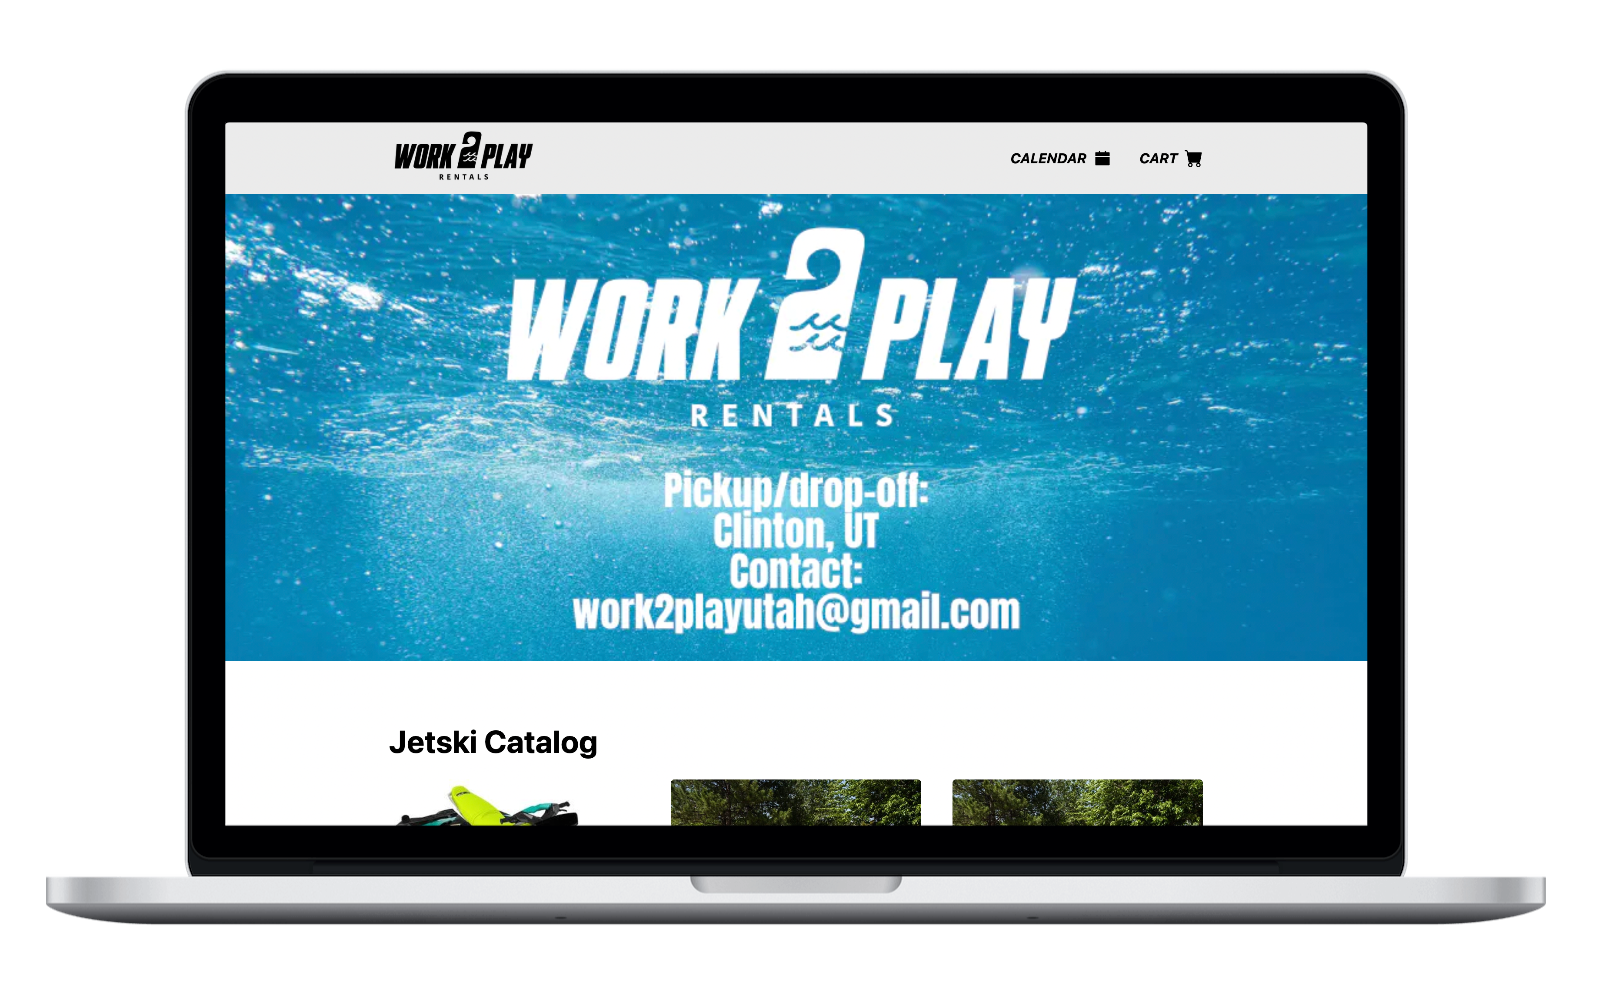 WORK 2 PLAY
RENTALS
CALENDAR
CART
WORK 2 PLAY
RENTALS
Pickup/drop-off:
Clinton, UT
Contact:
work2playutah@gmail.com
Jetski Catalog